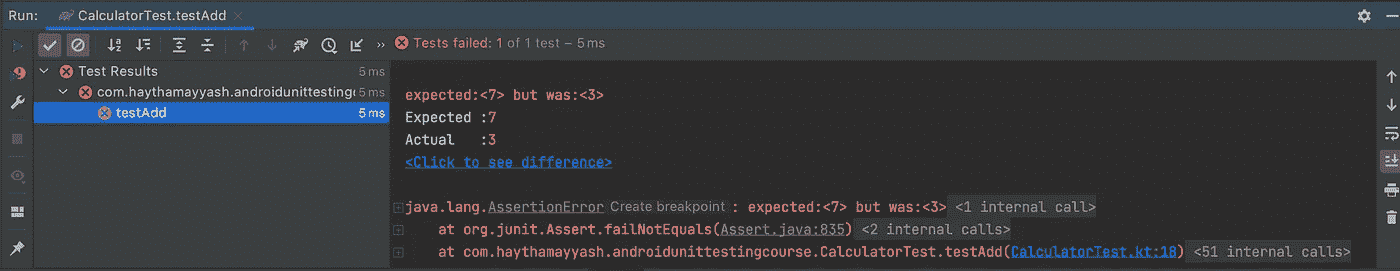 Run: CalculatorTest.testAdd
Tests failed: 1 of 1 test – 5 ms
Test Results 5 ms
com.haythamayyash.androidunittesting 5 ms
testAdd 5 ms
expected:<7> but was:<3>
Expected :7
Actual   :3
<Click to see difference>
java.lang.AssertionError Create breakpoint : expected:<7> but was:<3> <1 internal call>
at org.junit.Assert.failNotEquals(Assert.java:835) <2 internal calls>
at com.haythamayyash.androidunittestingcourse.CalculatorTest.testAdd(CalculatorTest.kt:18) <51 internal calls>